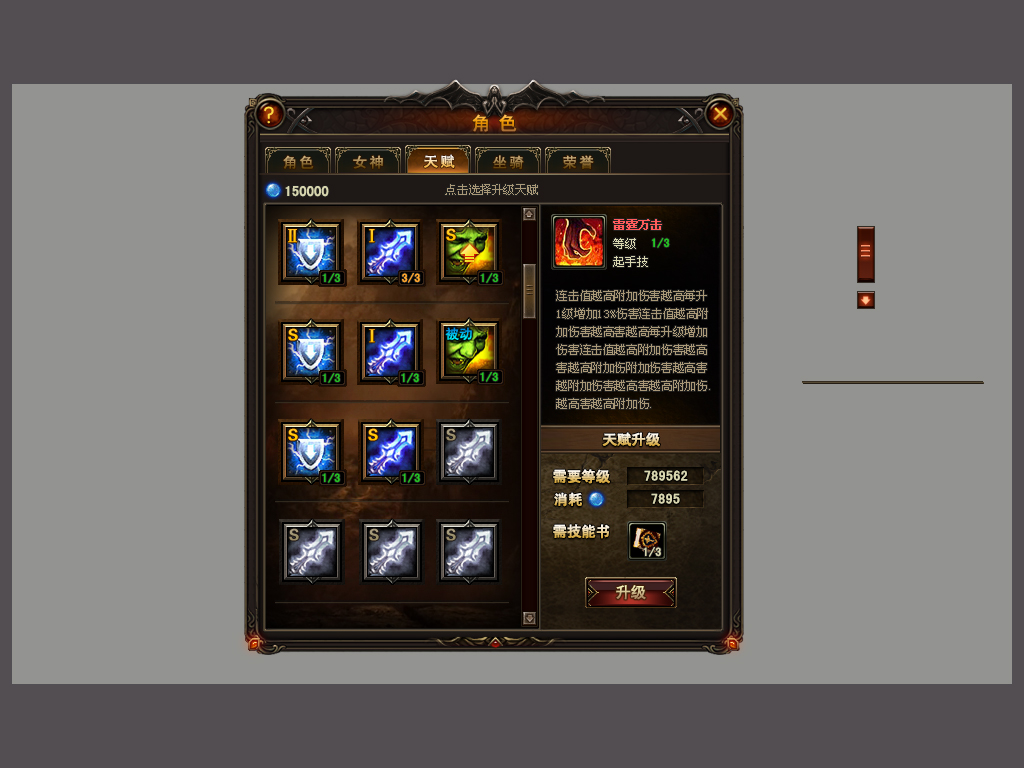 ?
角色
角色 女神 天赋 坐骑 荣誉
150000
点击选择升级天赋
II 1/3 I 3/3 S 1/3
S 1/3 I 1/3 被动 1/3
S 1/3 S 1/3 S
S S S
雷霆万击
等级 1/3
起手技
连击值越高附加伤害越高每升
1级增加13%伤害连击值越高附
加伤害越高害越高每升级增加
伤害连击值越高附加伤害越高
害越高附加伤附加伤害越高害
越附加伤害越高害越高附加伤.
越高害越高附加伤.
天赋升级
需要等级 789562
消耗 7895
需技能书 1/3
升级